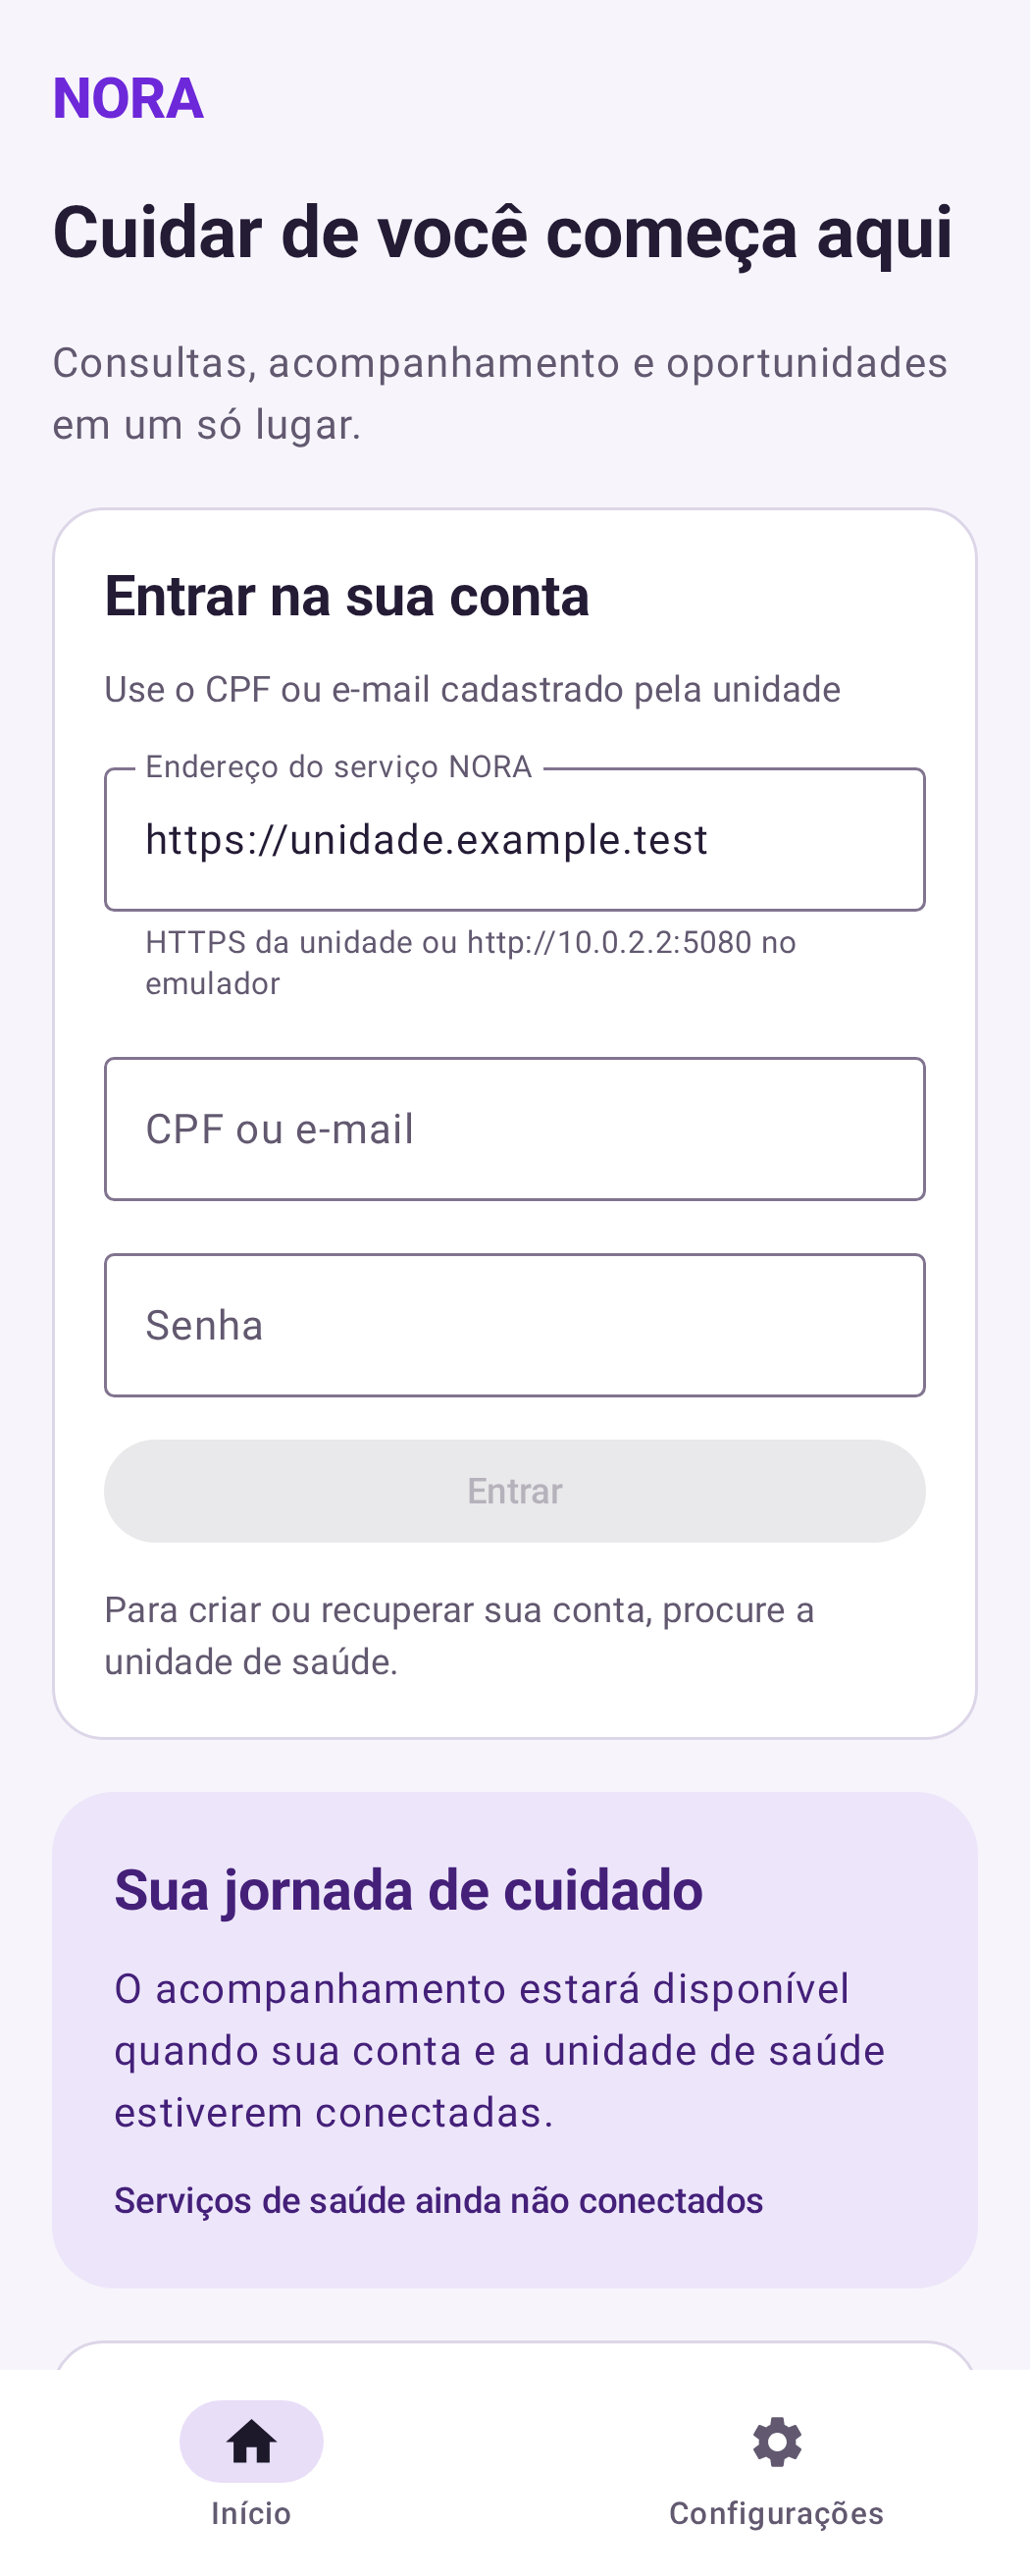 NORA
Cuidar de você começa aqui
Consultas, acompanhamento e oportunidades
em um só lugar.
Entrar na sua conta
Use o CPF ou e-mail cadastrado pela unidade
Endereço do serviço NORA
https://unidade.example.test
HTTPS da unidade ou http://10.0.2.2:5080 no
emulador
CPF ou e-mail
Senha
Entrar
Para criar ou recuperar sua conta, procure a
unidade de saúde.
Sua jornada de cuidado
O acompanhamento estará disponível
quando sua conta e a unidade de saúde
estiverem conectadas.
Serviços de saúde ainda não conectados
Início
Configurações